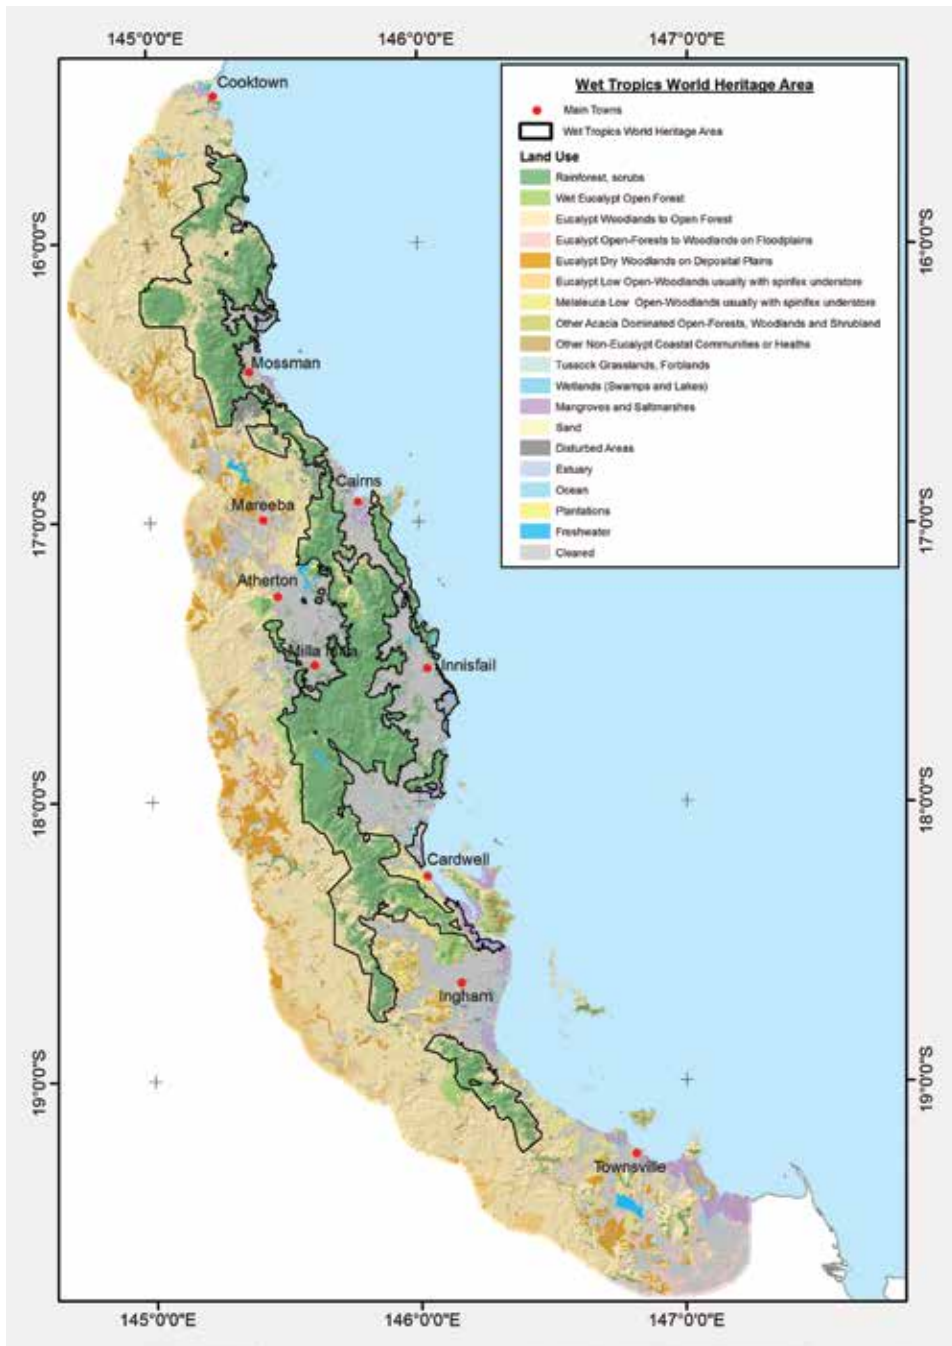 145°0'0"E
146°0'0"E
147°0'0"E
Cooktown
Wet Tropics World Heritage Area
Main Towns
Wet Tropics World Heritage Area
Land Use
Rainforest, scrubs
Wet Eucalypt Open Forest
Eucalypt Woodlands to Open Forest
Eucalypt Open-Forests to Woodlands on Floodplains
Eucalypt Dry Woodlands on Deposital Plains
Eucalypt Low Open-Woodlands usually with spinifex understore
Melaleuca Low Open-Woodlands usually with spinifex understore
Other Acacia Dominated Open-Forests, Woodlands and Shrubland
Other Non-Eucalypt Coastal Communities or Heaths
Tussock Grasslands, Forblands
Wetlands (Swamps and Lakes)
Mangroves and Saltmarshes
Sand
Disturbed Areas
Estuary
Ocean
Plantations
Freshwater
Cleared
16°0'0"S
16°0'0"S
Mossman
Cairns
Mareeba
17°0'0"S
17°0'0"S
Atherton
Milla Milla
Innisfail
18°0'0"S
18°0'0"S
Cardwell
Ingham
19°0'0"S
19°0'0"S
Townsville
145°0'0"E
146°0'0"E
147°0'0"E